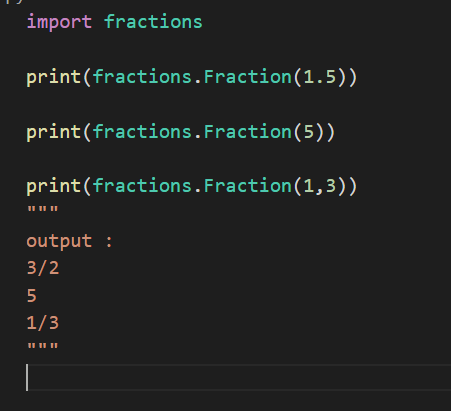 import fractions
print(fractions.Fraction(1.5))
print(fractions.Fraction(5))
print(fractions.Fraction(1,3))
"""
output :
3/2
5
1/3
"""